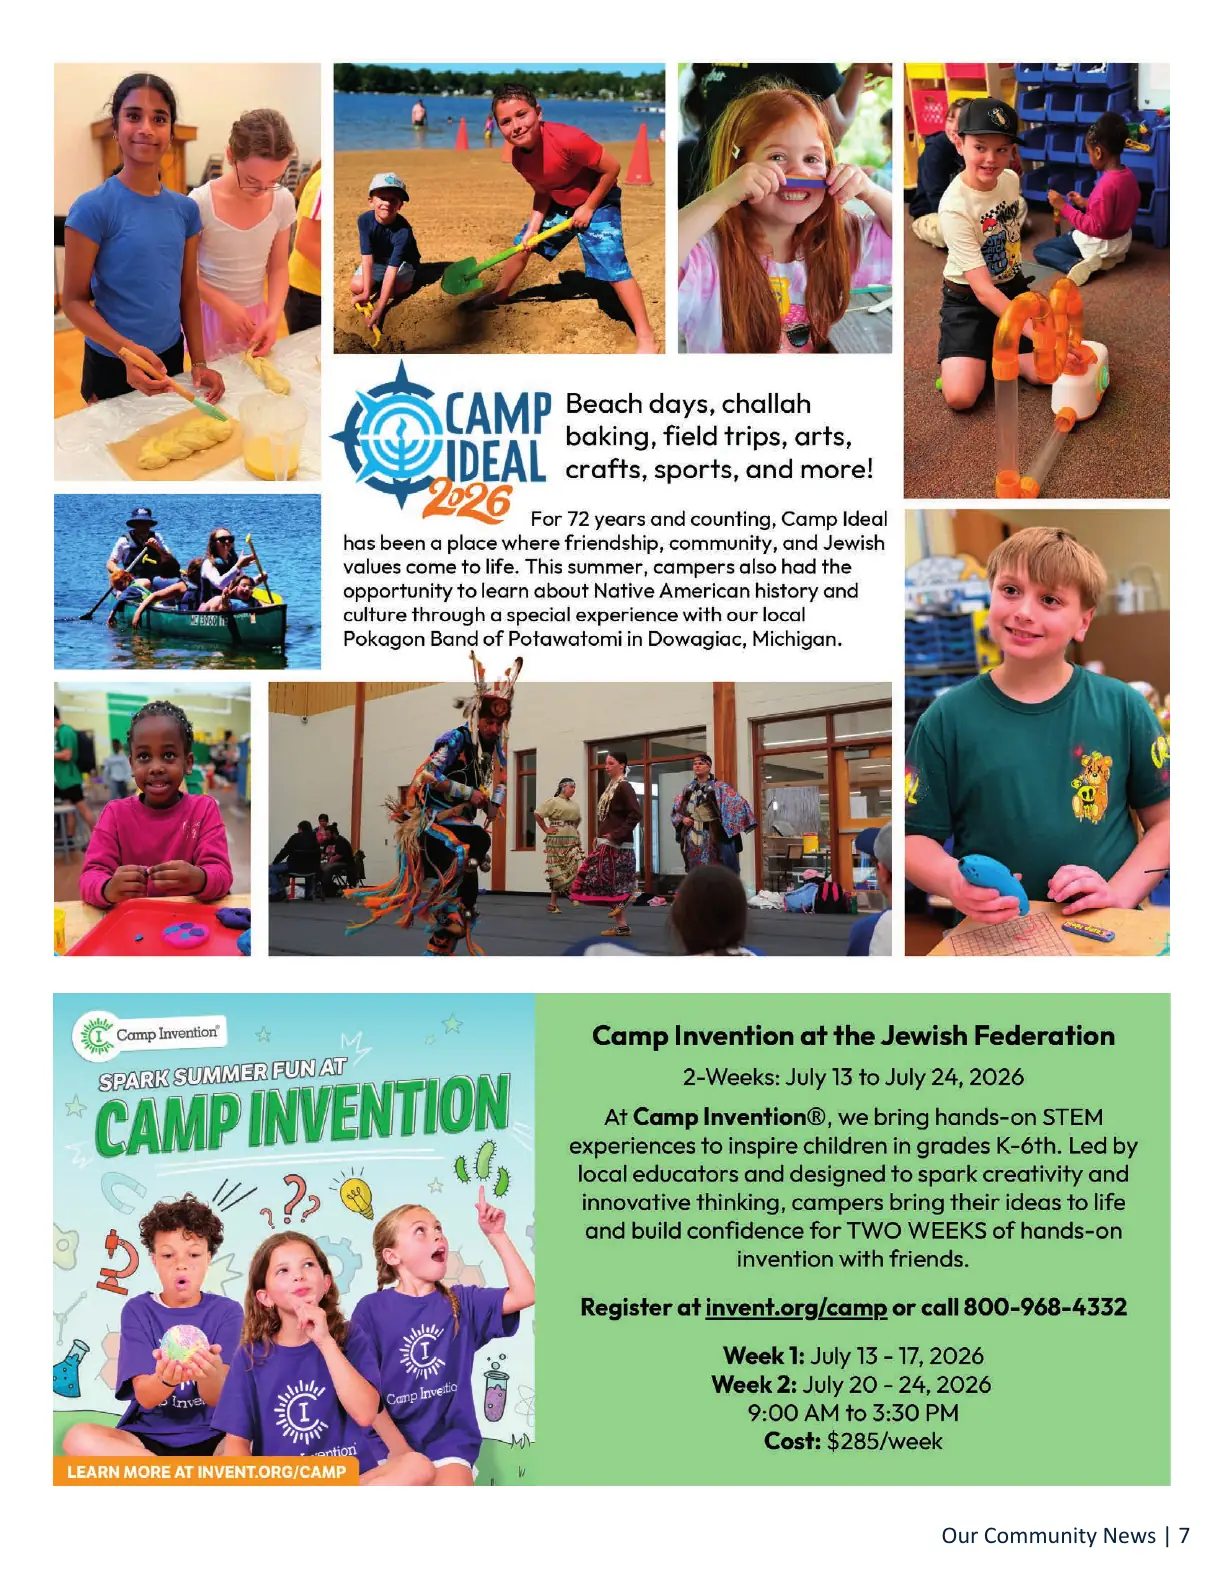 CAMP
IDEAL
2026
Beach days, challah
baking, field trips, arts,
crafts, sports, and more!
For 72 years and counting, Camp Ideal
has been a place where friendship, community, and Jewish
values come to life. This summer, campers also had the
opportunity to learn about Native American history and
culture through a special experience with our local
Pokagon Band of Potawatomi in Dowagiac, Michigan.
Camp Invention®
SPARK SUMMER FUN AT
CAMP INVENTION
LEARN MORE AT INVENT.ORG/CAMP
Camp Invention at the Jewish Federation
2-Weeks: July 13 to July 24, 2026
At Camp Invention®, we bring hands-on STEM
experiences to inspire children in grades K-6th. Led by
local educators and designed to spark creativity and
innovative thinking, campers bring their ideas to life
and build confidence for TWO WEEKS of hands-on
invention with friends.
Register at invent.org/camp or call 800-968-4332
Week 1: July 13 - 17, 2026
Week 2: July 20 - 24, 2026
9:00 AM to 3:30 PM
Cost: $285/week
Our Community News | 7